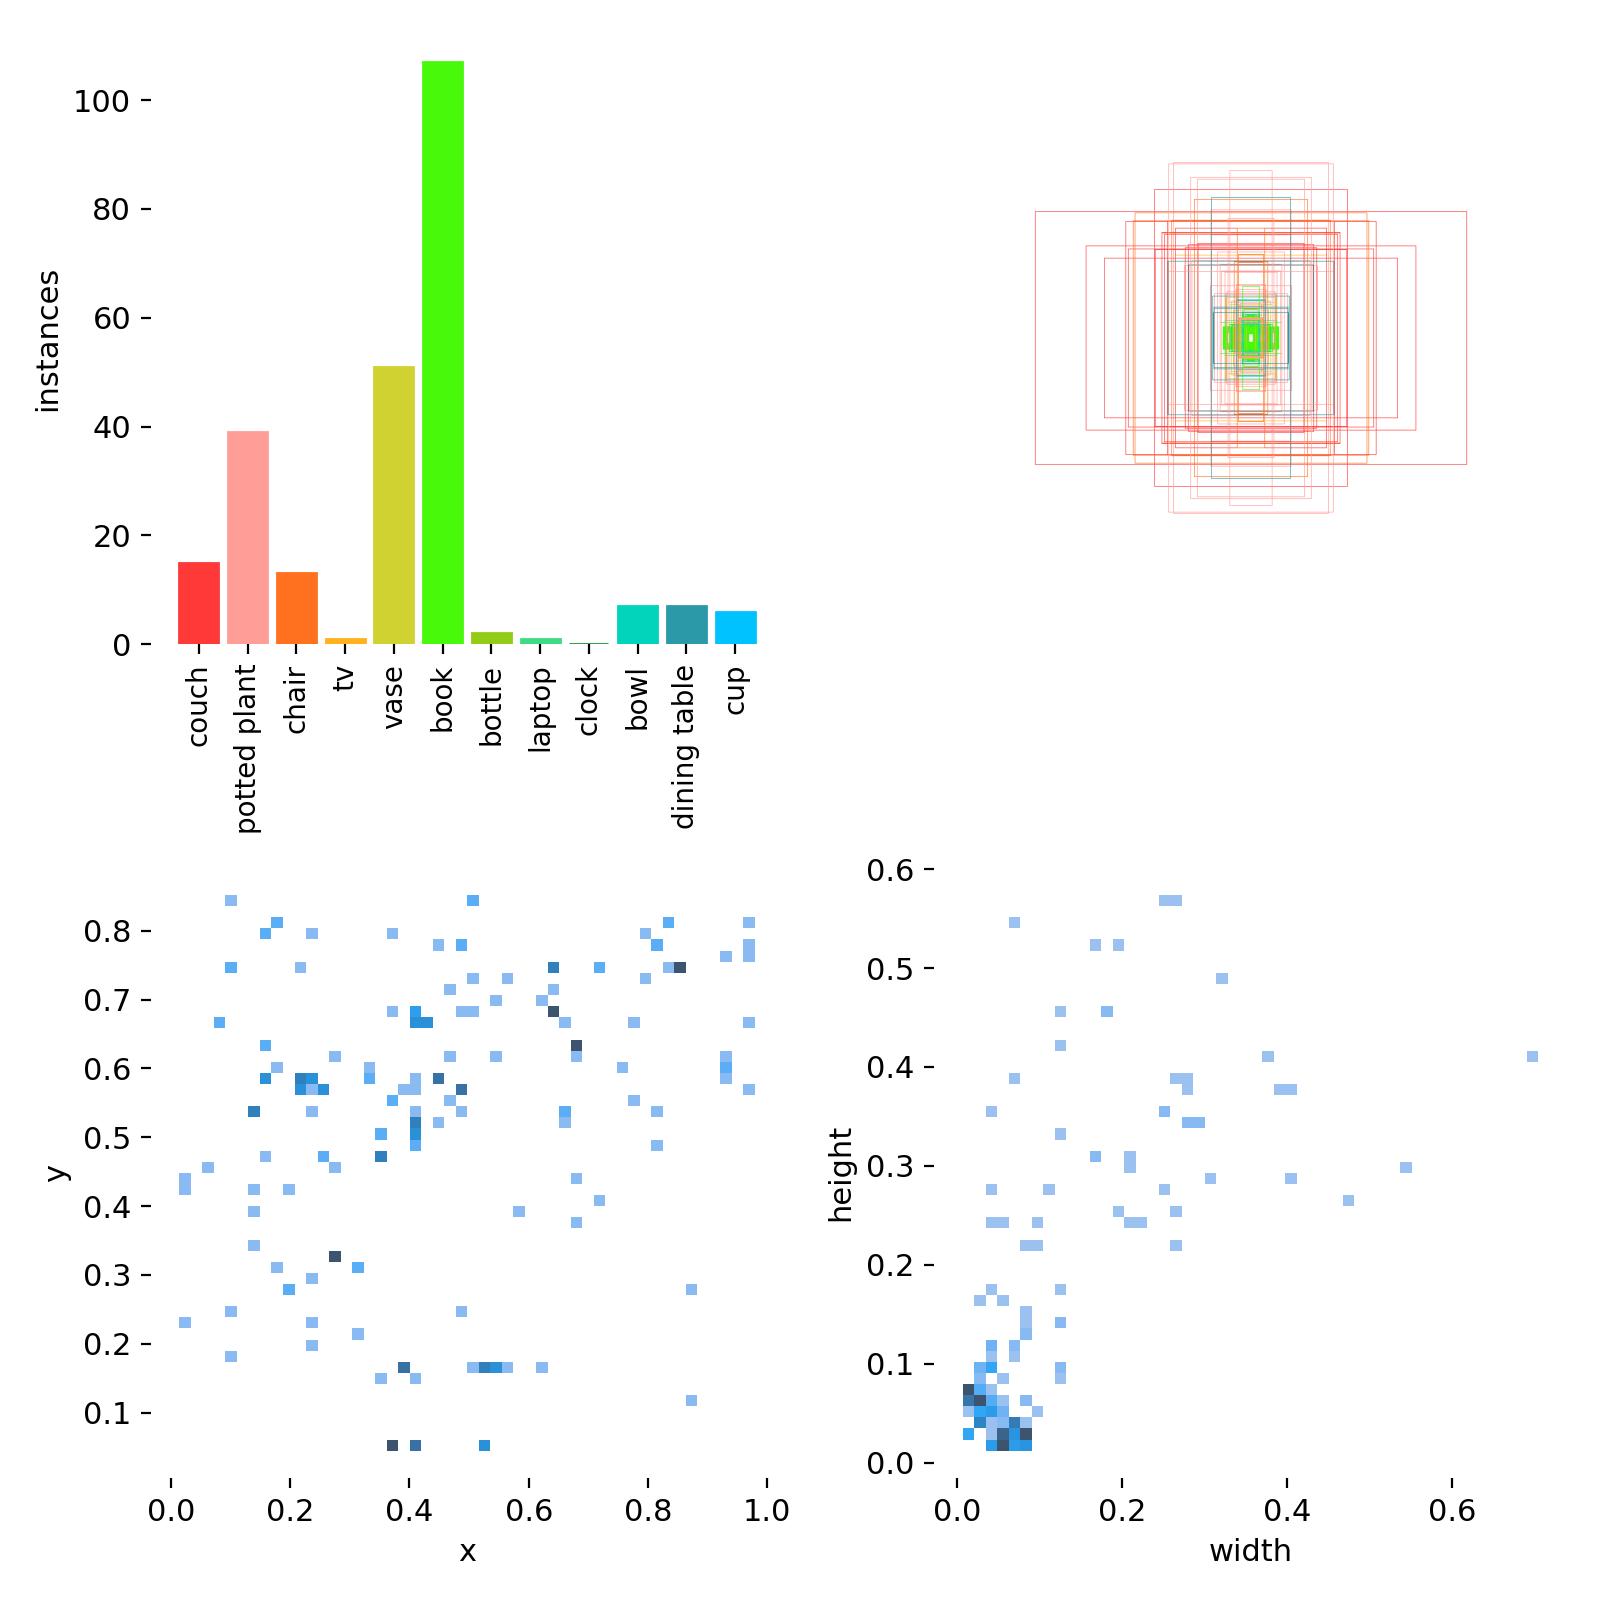 instances
100
80
60
40
20
0
couch
potted plant
chair
tv
vase
book
bottle
laptop
clock
bowl
dining table
cup
y
0.8
0.7
0.6
0.5
0.4
0.3
0.2
0.1
0.0 0.2 0.4 0.6 0.8 1.0
x
height
0.6
0.5
0.4
0.3
0.2
0.1
0.0
0.0 0.2 0.4 0.6
width